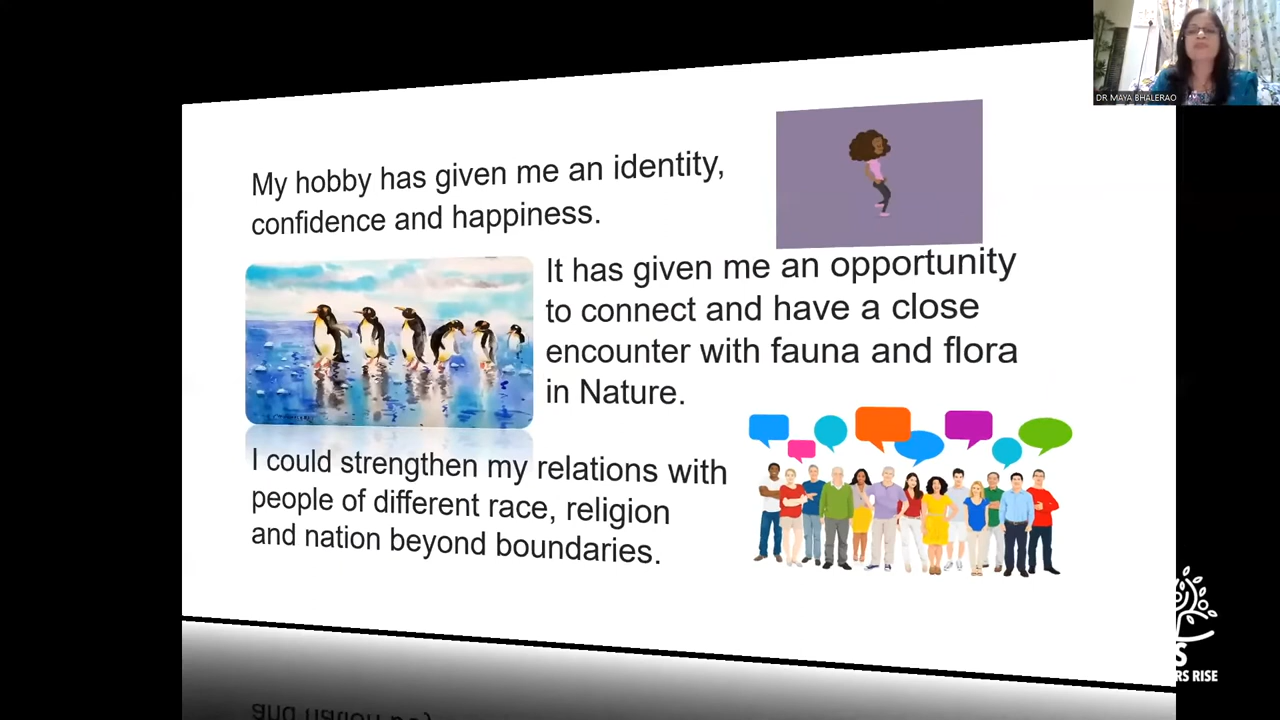 DR MAYA BHALERAO
My hobby has given me an identity,
confidence and happiness.
It has given me an opportunity
to connect and have a close
encounter with fauna and flora
in Nature.
I could strengthen my relations with
people of different race, religion
and nation beyond boundaries.
S
RS RISE